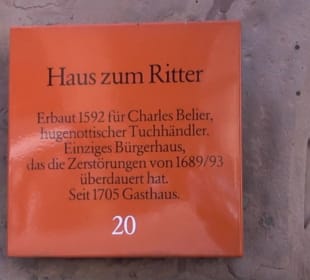 Haus zum Ritter
Erbaut 1592 für Charles Belier,
hugenottischer Tuchhändler.
Einziges Bürgerhaus,
das die Zerstörungen von 1689/93
überdauert hat.
Seit 1705 Gasthaus.
20